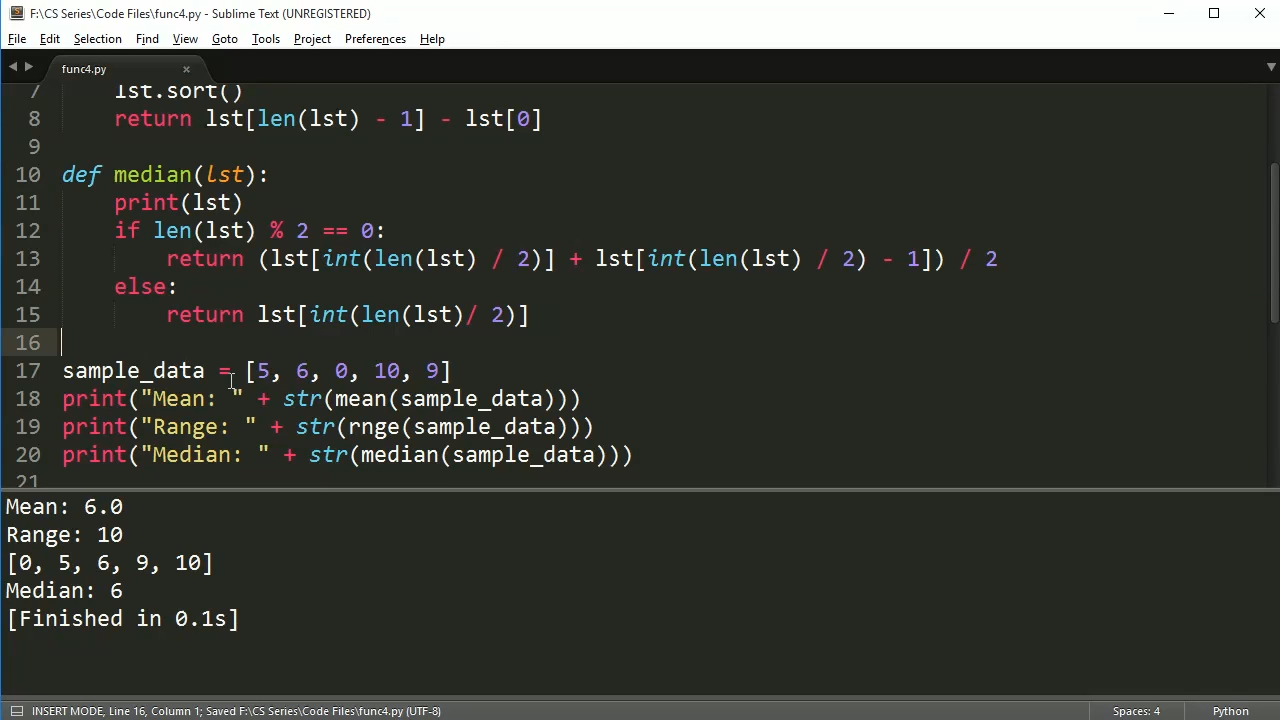 F:\CS Series\Code Files\func4.py - Sublime Text (UNREGISTERED)
File Edit Selection Find View Goto Tools Project Preferences Help
func4.py
7     lst.sort()
8     return lst[len(lst) - 1] - lst[0]
9
10 def median(lst):
11     print(lst)
12     if len(lst) % 2 == 0:
13         return (lst[int(len(lst) / 2)] + lst[int(len(lst) / 2) - 1]) / 2
14     else:
15         return lst[int(len(lst)/ 2)]
16
17 sample_data = [5, 6, 0, 10, 9]
18 print("Mean: " + str(mean(sample_data)))
19 print("Range: " + str(rnge(sample_data)))
20 print("Median: " + str(median(sample_data)))
21
Mean: 6.0
Range: 10
[0, 5, 6, 9, 10]
Median: 6
[Finished in 0.1s]
INSERT MODE, Line 16, Column 1; Saved F:\CS Series\Code Files\func4.py (UTF-8) Spaces: 4 Python